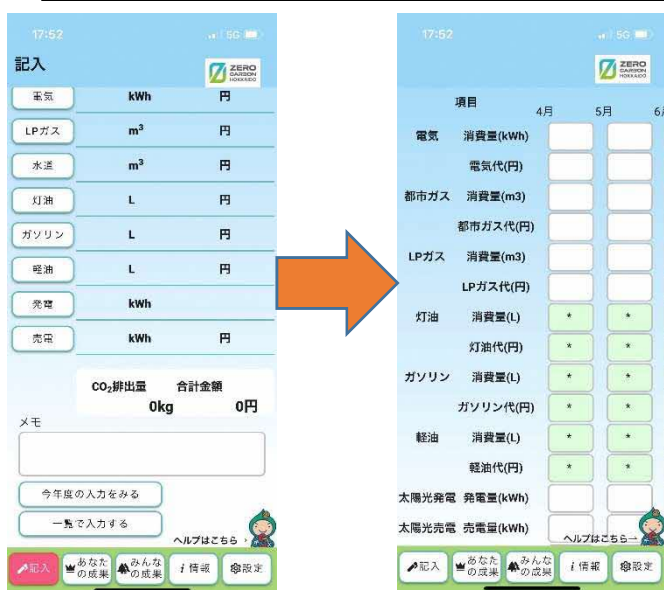 17:52
5G
記入
ZERO
CARBON
HOKKAIDO
電気 kWh 円
LPガス m³ 円
水道 m³ 円
灯油 L 円
ガソリン L 円
軽油 L 円
発電 kWh
売電 kWh 円
CO₂排出量 合計金額
0kg 0円
メモ
今年度の入力をみる
一覧で入力する
ヘルプはこちら
記入 あなたの成果 みんなの成果 i 情報 設定
17:52
5G
ZERO
CARBON
HOKKAIDO
項目 4月 5月 6月
電気 消費量(kWh)
電気代(円)
都市ガス 消費量(m3)
都市ガス代(円)
LPガス 消費量(m3)
LPガス代(円)
灯油 消費量(L) * *
灯油代(円) * *
ガソリン 消費量(L) * *
ガソリン代(円) * *
軽油 消費量(L) * *
軽油代(円) * *
太陽光発電 発電量(kWh)
太陽光売電 売電量(kWh)
ヘルプはこちら→
記入 あなたの成果 みんなの成果 i 情報 設定